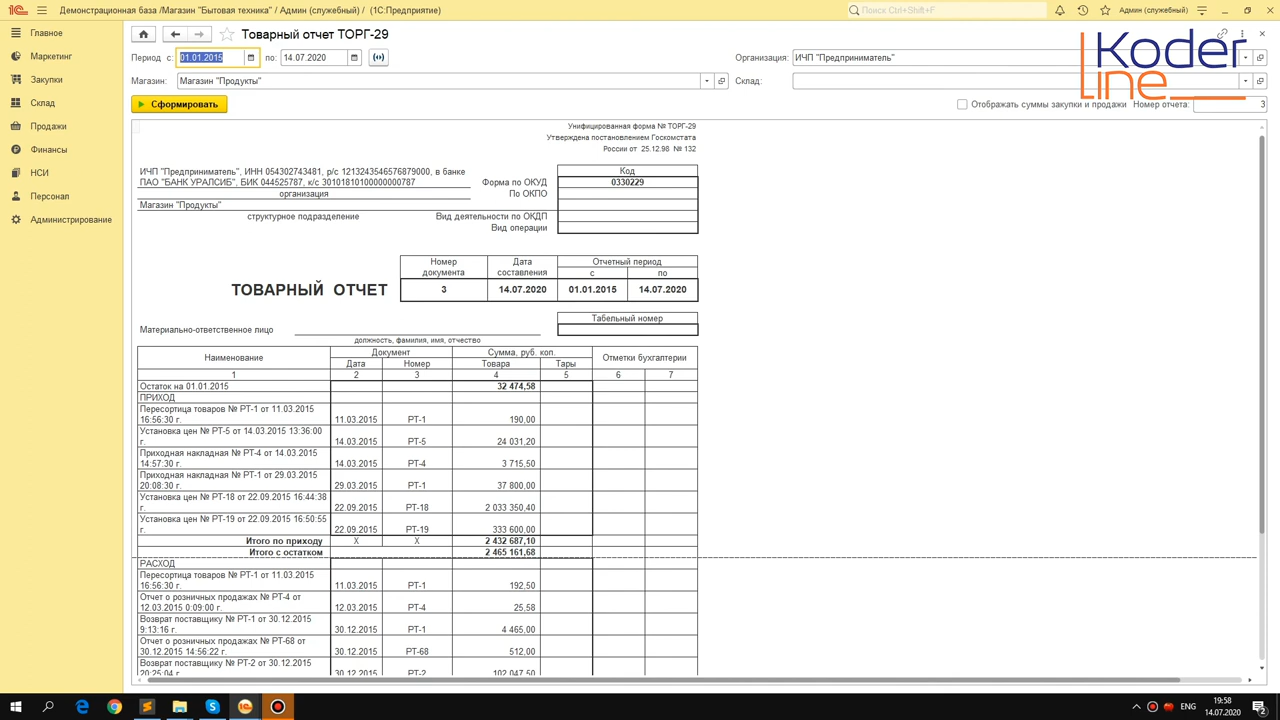 1С Демонстрационная база /Магазин "Бытовая техника" / Админ (служебный) / (1С:Предприятие)
Поиск Ctrl+Shift+F
Админ (служебный)
Главное
Маркетинг
Закупки
Склад
Продажи
Финансы
НСИ
Персонал
Администрирование
Товарный отчет ТОРГ-29
Период с: 01.01.2015 по: 14.07.2020
Организация: ИЧП "Предприниматель"
Магазин: Магазин "Продукты"
Склад:
Koder
line
Сформировать
Отображать суммы закупки и продажи Номер отчета: 3
Унифицированная форма № ТОРГ-29
Утверждена постановлением Госкомстата
России от 25.12.98 № 132
Код
ИЧП "Предприниматель", ИНН 054302743481, р/с 1213243546576879000, в банке
ПАО "БАНК УРАЛСИБ", БИК 044525787, к/с 30101810100000000787
Форма по ОКУД 0330229
организация
По ОКПО
Магазин "Продукты"
структурное подразделение
Вид деятельности по ОКДП
Вид операции
Номер документа
Дата составления
Отчетный период
с по
ТОВАРНЫЙ ОТЧЕТ 3 14.07.2020 01.01.2015 14.07.2020
Табельный номер
Материально-ответственное лицо
должность, фамилия, имя, отчество
Наименование Документ Сумма, руб. коп. Отметки бухгалтерии
Дата Номер Товара Тары
1 2 3 4 5 6 7
Остаток на 01.01.2015 32 474,58
ПРИХОД
Пересортица товаров № РТ-1 от 11.03.2015
16:56:30 г. 11.03.2015 РТ-1 190,00
Установка цен № РТ-5 от 14.03.2015 13:36:00
г. 14.03.2015 РТ-5 24 031,20
Приходная накладная № РТ-4 от 14.03.2015
14:57:30 г. 14.03.2015 РТ-4 3 715,50
Приходная накладная № РТ-1 от 29.03.2015
20:08:30 г. 29.03.2015 РТ-1 37 800,00
Установка цен № РТ-18 от 22.09.2015 16:44:38
г. 22.09.2015 РТ-18 2 033 350,40
Установка цен № РТ-19 от 22.09.2015 16:50:55
г. 22.09.2015 РТ-19 333 600,00
Итого по приходу Х Х 2 432 687,10
Итого с остатком 2 465 161,68
РАСХОД
Пересортица товаров № РТ-1 от 11.03.2015
16:56:30 г. 11.03.2015 РТ-1 192,50
Отчет о розничных продажах № РТ-4 от
12.03.2015 0:09:00 г. 12.03.2015 РТ-4 25,58
Возврат поставщику № РТ-1 от 30.12.2015
9:13:16 г. 30.12.2015 РТ-1 4 465,00
Отчет о розничных продажах № РТ-68 от
30.12.2015 14:56:22 г. 30.12.2015 РТ-68 512,00
Возврат поставщику № РТ-2 от 30.12.2015
20:25:04 г. 30.12.2015 РТ-2 102 047,50
ENG
19:58
14.07.2020
2